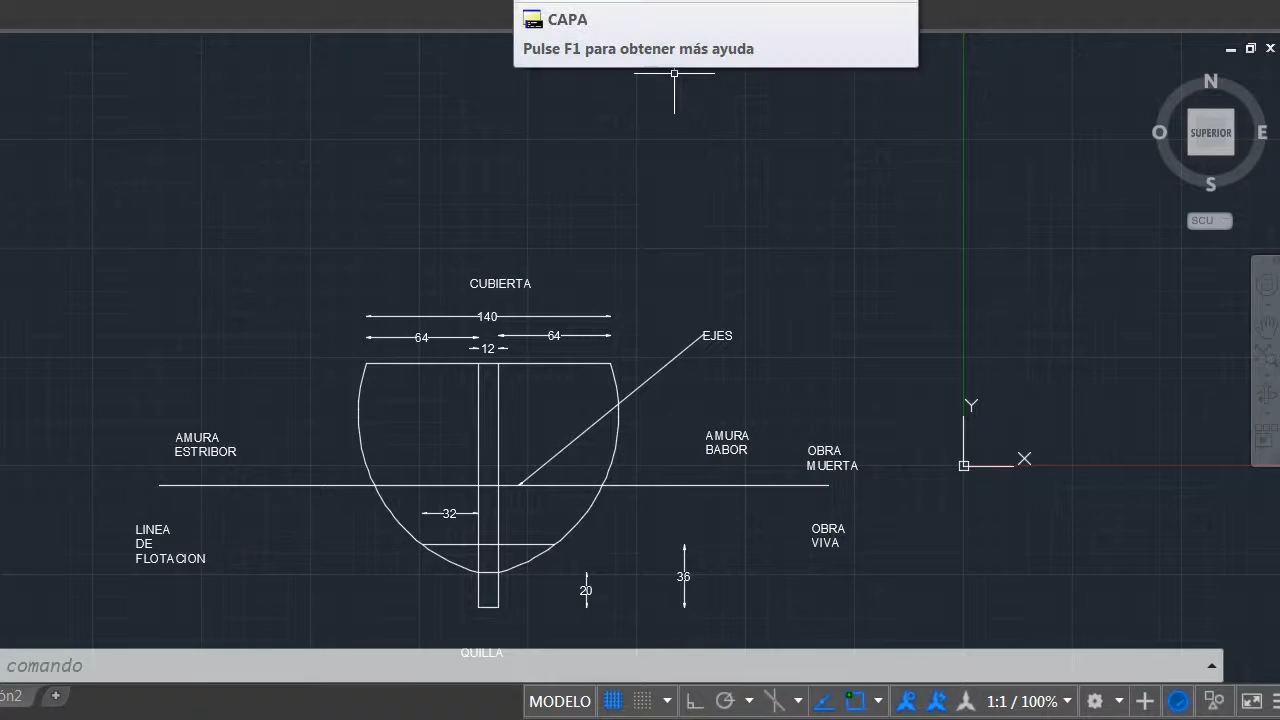 CAPA
Pulse F1 para obtener más ayuda
N
O
SUPERIOR
E
S
SCU
CUBIERTA
140
64
64
12
EJES
AMURA
ESTRIBOR
AMURA
BABOR
OBRA
MUERTA
Y
X
32
LINEA
DE
FLOTACION
OBRA
VIVA
36
20
QUILLA
comando
ón2
MODELO
1:1 / 100%